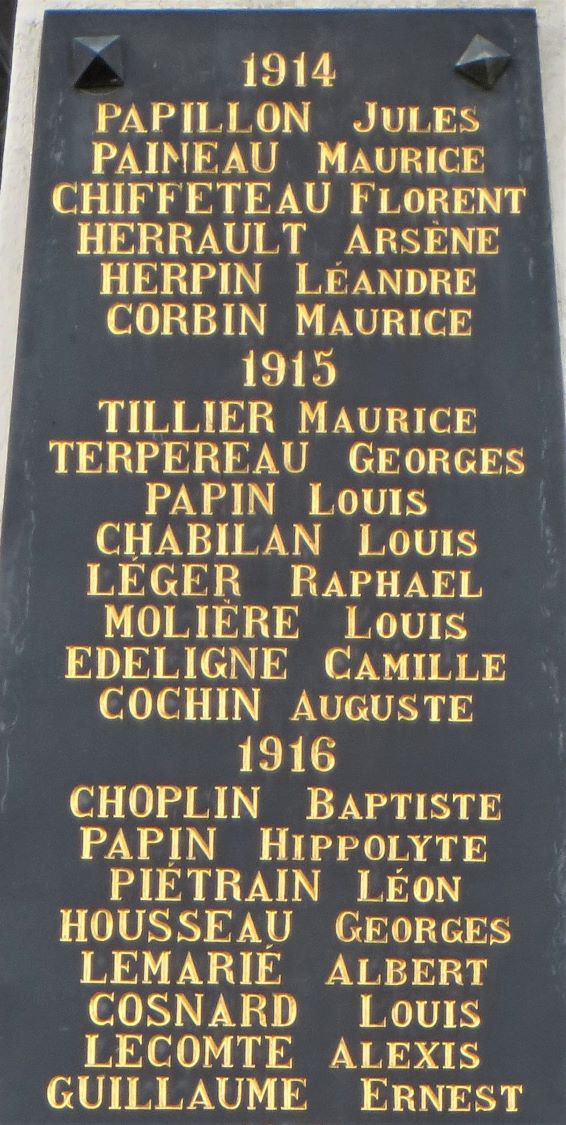 1914
PAPILLON JULES
PAINEAU MAURICE
CHIFFETEAU FLORENT
HERRAULT ARSÈNE
HERPIN LÉANDRE
CORBIN MAURICE
1915
TILLIER MAURICE
TERPEREAU GEORGES
PAPIN LOUIS
CHABILAN LOUIS
LÉGER RAPHAEL
MOLIÈRE LOUIS
EDELIGNE CAMILLE
COCHIN AUGUSTE
1916
CHOPLIN BAPTISTE
PAPIN HIPPOLYTE
PIÉTRAIN LÉON
HOUSSEAU GEORGES
LEMARIÉ ALBERT
COSNARD LOUIS
LECOMTE ALEXIS
GUILLAUME ERNEST